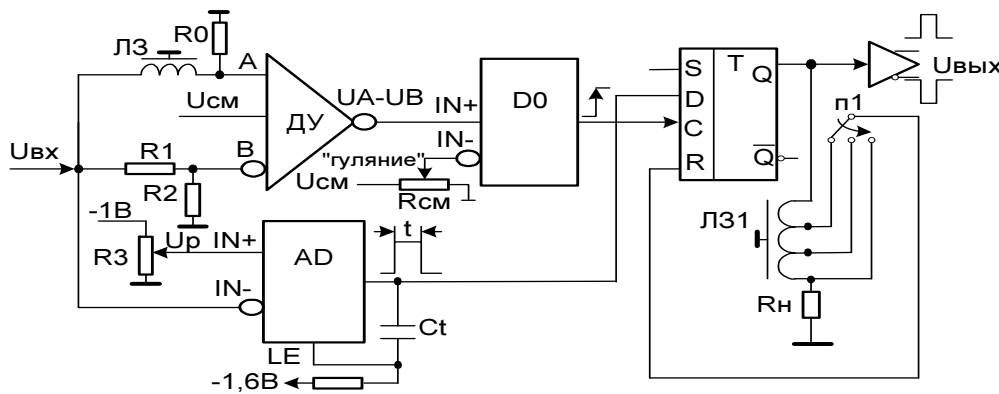 R0
ЛЗ
A
Uсм
ДУ
UA-UB
IN+
IN-
D0
S
D
C
R
T
Q
Q
Uвых
п1
Uвх
R1
B
R2
"гуляние"
Uсм
Rсм
-1В
R3
Uр
IN+
IN-
AD
LE
t
Ct
-1,6В
ЛЗ1
Rн